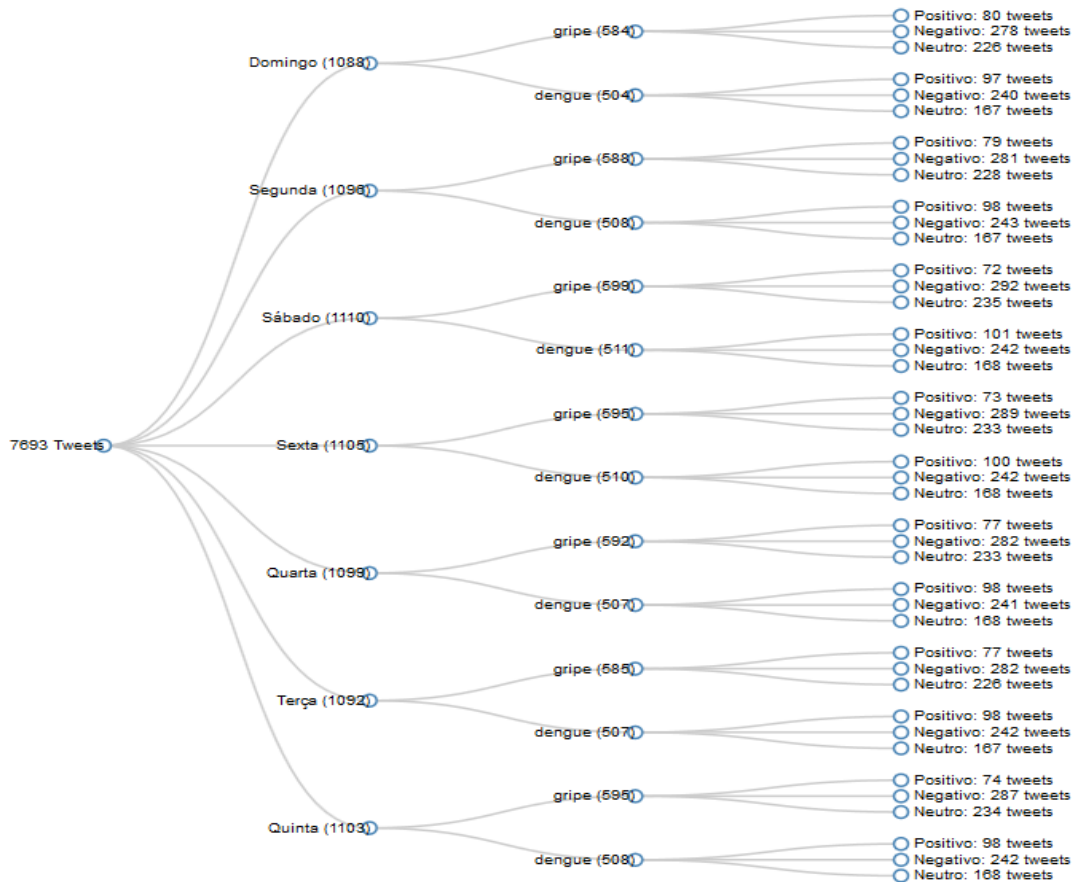 7693 Tweets
Domingo (1088)
gripe (584)
Positivo: 80 tweets
Negativo: 278 tweets
Neutro: 226 tweets
dengue (504)
Positivo: 97 tweets
Negativo: 240 tweets
Neutro: 167 tweets
Segunda (1096)
gripe (588)
Positivo: 79 tweets
Negativo: 281 tweets
Neutro: 228 tweets
dengue (508)
Positivo: 98 tweets
Negativo: 243 tweets
Neutro: 167 tweets
Sábado (1110)
gripe (599)
Positivo: 72 tweets
Negativo: 292 tweets
Neutro: 235 tweets
dengue (511)
Positivo: 101 tweets
Negativo: 242 tweets
Neutro: 168 tweets
Sexta (1105)
gripe (595)
Positivo: 73 tweets
Negativo: 289 tweets
Neutro: 233 tweets
dengue (510)
Positivo: 100 tweets
Negativo: 242 tweets
Neutro: 168 tweets
Quarta (1099)
gripe (592)
Positivo: 77 tweets
Negativo: 282 tweets
Neutro: 233 tweets
dengue (507)
Positivo: 98 tweets
Negativo: 241 tweets
Neutro: 168 tweets
Terça (1092)
gripe (585)
Positivo: 77 tweets
Negativo: 282 tweets
Neutro: 226 tweets
dengue (507)
Positivo: 98 tweets
Negativo: 242 tweets
Neutro: 167 tweets
Quinta (1103)
gripe (595)
Positivo: 74 tweets
Negativo: 287 tweets
Neutro: 234 tweets
dengue (508)
Positivo: 98 tweets
Negativo: 242 tweets
Neutro: 168 tweets